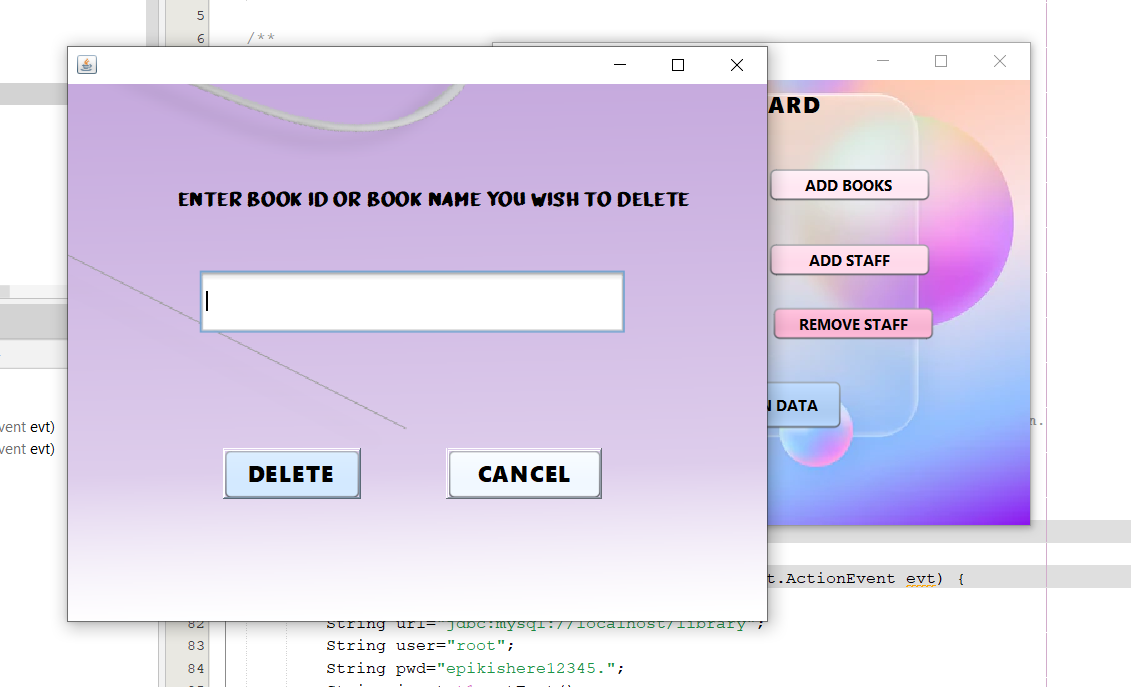 5
6 /**
ARD
ENTER BOOK ID OR BOOK NAME YOU WISH TO DELETE
ADD BOOKS
ADD STAFF
REMOVE STAFF
DATA
n.
vent evt)
vent evt)
DELETE CANCEL
t.ActionEvent evt) {
82 String url="jdbc:mysql://localhost/library";
83 String user="root";
84 String pwd="epikishere12345.";